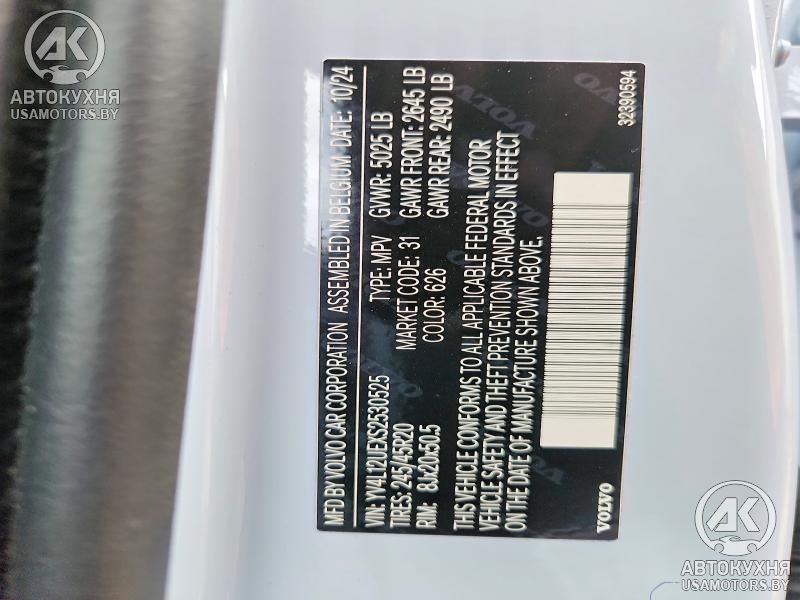 MFD BY VOLVO CAR CORPORATION ASSEMBLED IN BELGIUM DATE: 10/24
VIN: YV4L12UEXS2530525 TYPE: MPV GVWR: 5025 LB
TIRES: 245/45R20 MARKET CODE: 31 GAWR FRONT: 2645 LB
RIM: 8Jx20x50.5 COLOR: 626 GAWR REAR: 2490 LB
THIS VEHICLE CONFORMS TO ALL APPLICABLE FEDERAL MOTOR
VEHICLE SAFETY AND THEFT PREVENTION STANDARDS IN EFFECT
ON THE DATE OF MANUFACTURE SHOWN ABOVE.
VOLVO 32390594
АК
АВТОКУХНЯ
USAMOTORS.BY
АК
АВТОКУХНЯ
USAMOTORS.BY